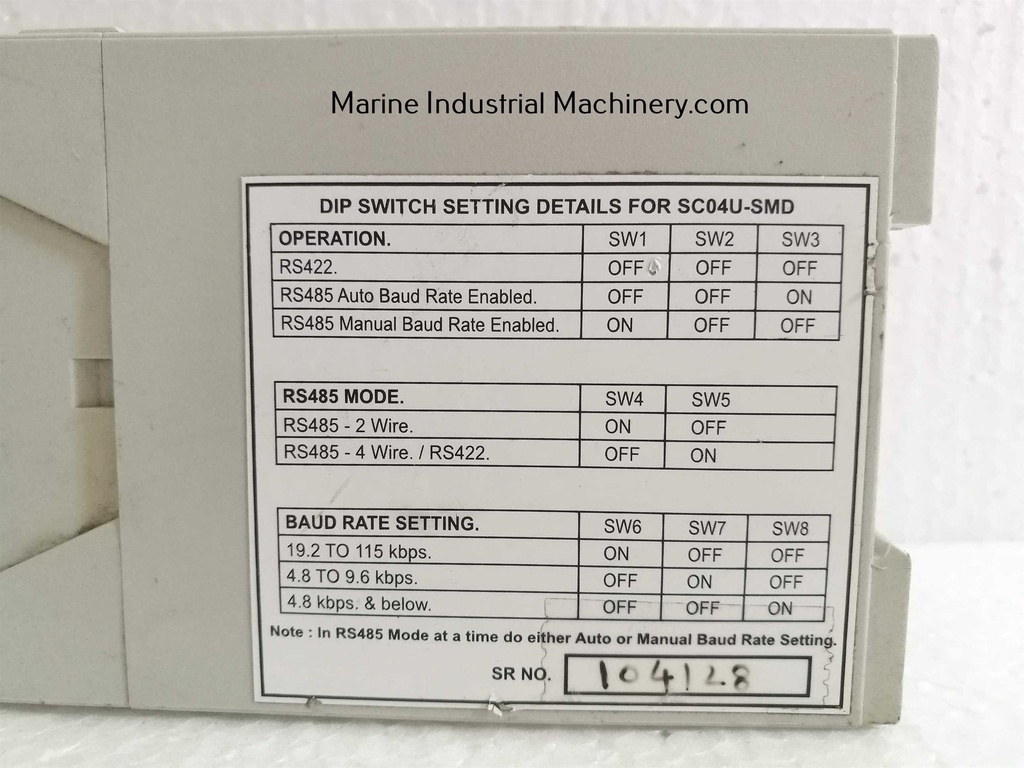 Marine Industrial Machinery.com
DIP SWITCH SETTING DETAILS FOR SC04U-SMD
OPERATION. SW1 SW2 SW3
RS422. OFF OFF OFF
RS485 Auto Baud Rate Enabled. OFF OFF ON
RS485 Manual Baud Rate Enabled. ON OFF OFF
RS485 MODE. SW4 SW5
RS485 - 2 Wire. ON OFF
RS485 - 4 Wire. / RS422. OFF ON
BAUD RATE SETTING. SW6 SW7 SW8
19.2 TO 115 kbps. ON OFF OFF
4.8 TO 9.6 kbps. OFF ON OFF
4.8 kbps. & below. OFF OFF ON
Note : In RS485 Mode at a time do either Auto or Manual Baud Rate Setting.
SR NO. 104128